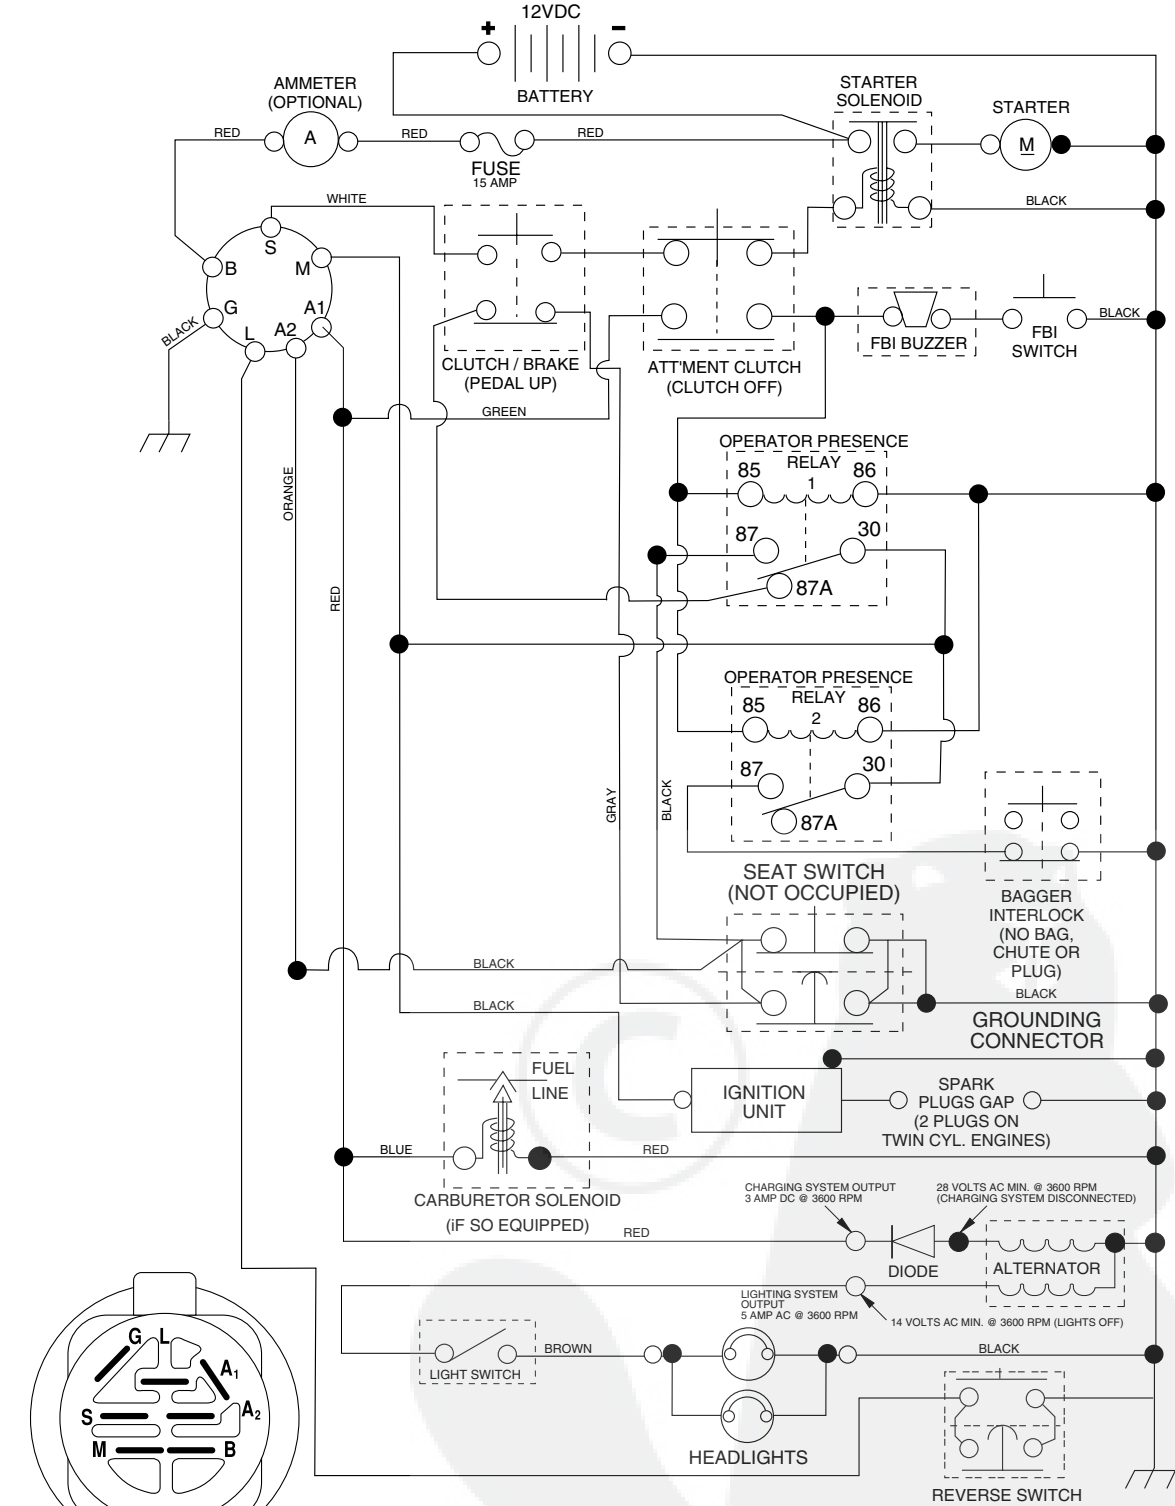 12VDC
+ -
BATTERY
AMMETER
(OPTIONAL)
STARTER
SOLENOID
STARTER
RED
A
RED
RED
M
FUSE
15 AMP
WHITE
BLACK
S
B
M
G
A1
L
A2
BLACK
CLUTCH / BRAKE
(PEDAL UP)
ATT'MENT CLUTCH
(CLUTCH OFF)
FBI BUZZER
FBI
SWITCH
BLACK
GREEN
OPERATOR PRESENCE
RELAY
1
85
86
87
30
87A
ORANGE
RED
OPERATOR PRESENCE
RELAY
2
85
86
87
30
87A
GRAY
BLACK
SEAT SWITCH
(NOT OCCUPIED)
BAGGER
INTERLOCK
(NO BAG,
CHUTE OR
PLUG)
BLACK
BLACK
BLACK
GROUNDING
CONNECTOR
FUEL
LINE
IGNITION
UNIT
SPARK
PLUGS GAP
(2 PLUGS ON
TWIN CYL. ENGINES)
BLUE
RED
CARBURETOR SOLENOID
(iF SO EQUIPPED)
CHARGING SYSTEM OUTPUT
3 AMP DC @ 3600 RPM
28 VOLTS AC MIN. @ 3600 RPM
(CHARGING SYSTEM DISCONNECTED)
RED
DIODE
ALTERNATOR
LIGHTING SYSTEM
OUTPUT
5 AMP AC @ 3600 RPM
14 VOLTS AC MIN. @ 3600 RPM (LIGHTS OFF)
LIGHT SWITCH
BROWN
BLACK
HEADLIGHTS
REVERSE SWITCH
G L
A1
S
A2
M
B
©